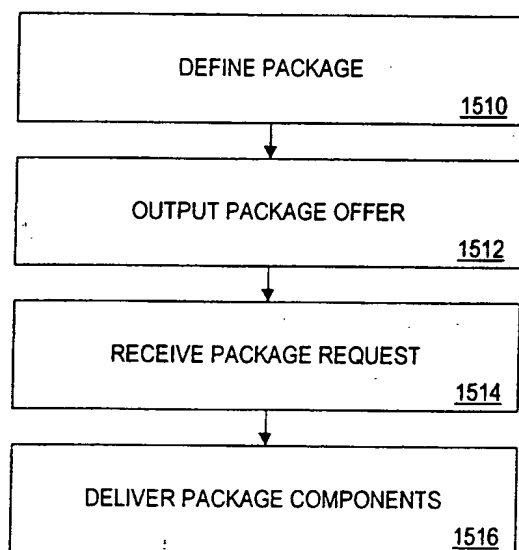 DEFINE PACKAGE
1510
OUTPUT PACKAGE OFFER
1512
RECEIVE PACKAGE REQUEST
1514
DELIVER PACKAGE COMPONENTS
1516